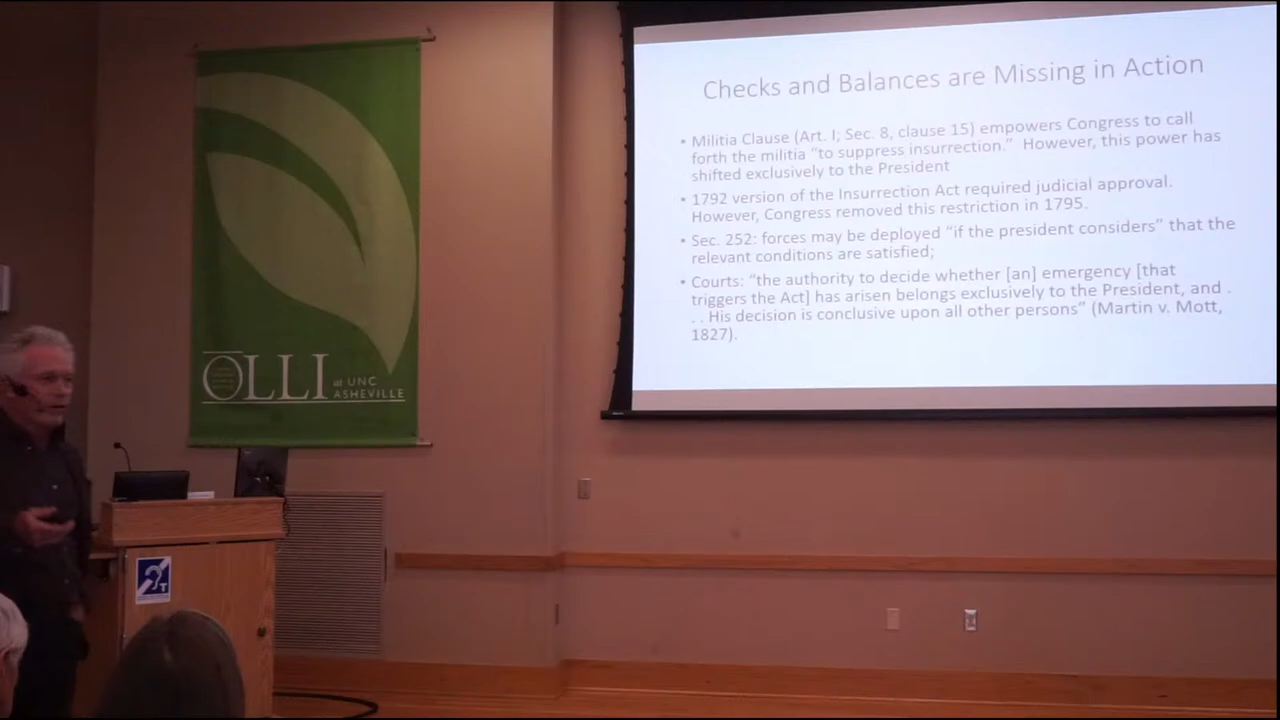 Checks and Balances are Missing in Action
• Militia Clause (Art. I; Sec. 8, clause 15) empowers Congress to call
forth the militia “to suppress insurrection.” However, this power has
shifted exclusively to the President
• 1792 version of the Insurrection Act required judicial approval.
However, Congress removed this restriction in 1795.
• Sec. 252: forces may be deployed “if the president considers” that the
relevant conditions are satisfied;
• Courts: “the authority to decide whether [an] emergency [that
triggers the Act] has arisen belongs exclusively to the President, and .
. . His decision is conclusive upon all other persons” (Martin v. Mott,
1827).
OLLI at UNC
ASHEVILLE
T